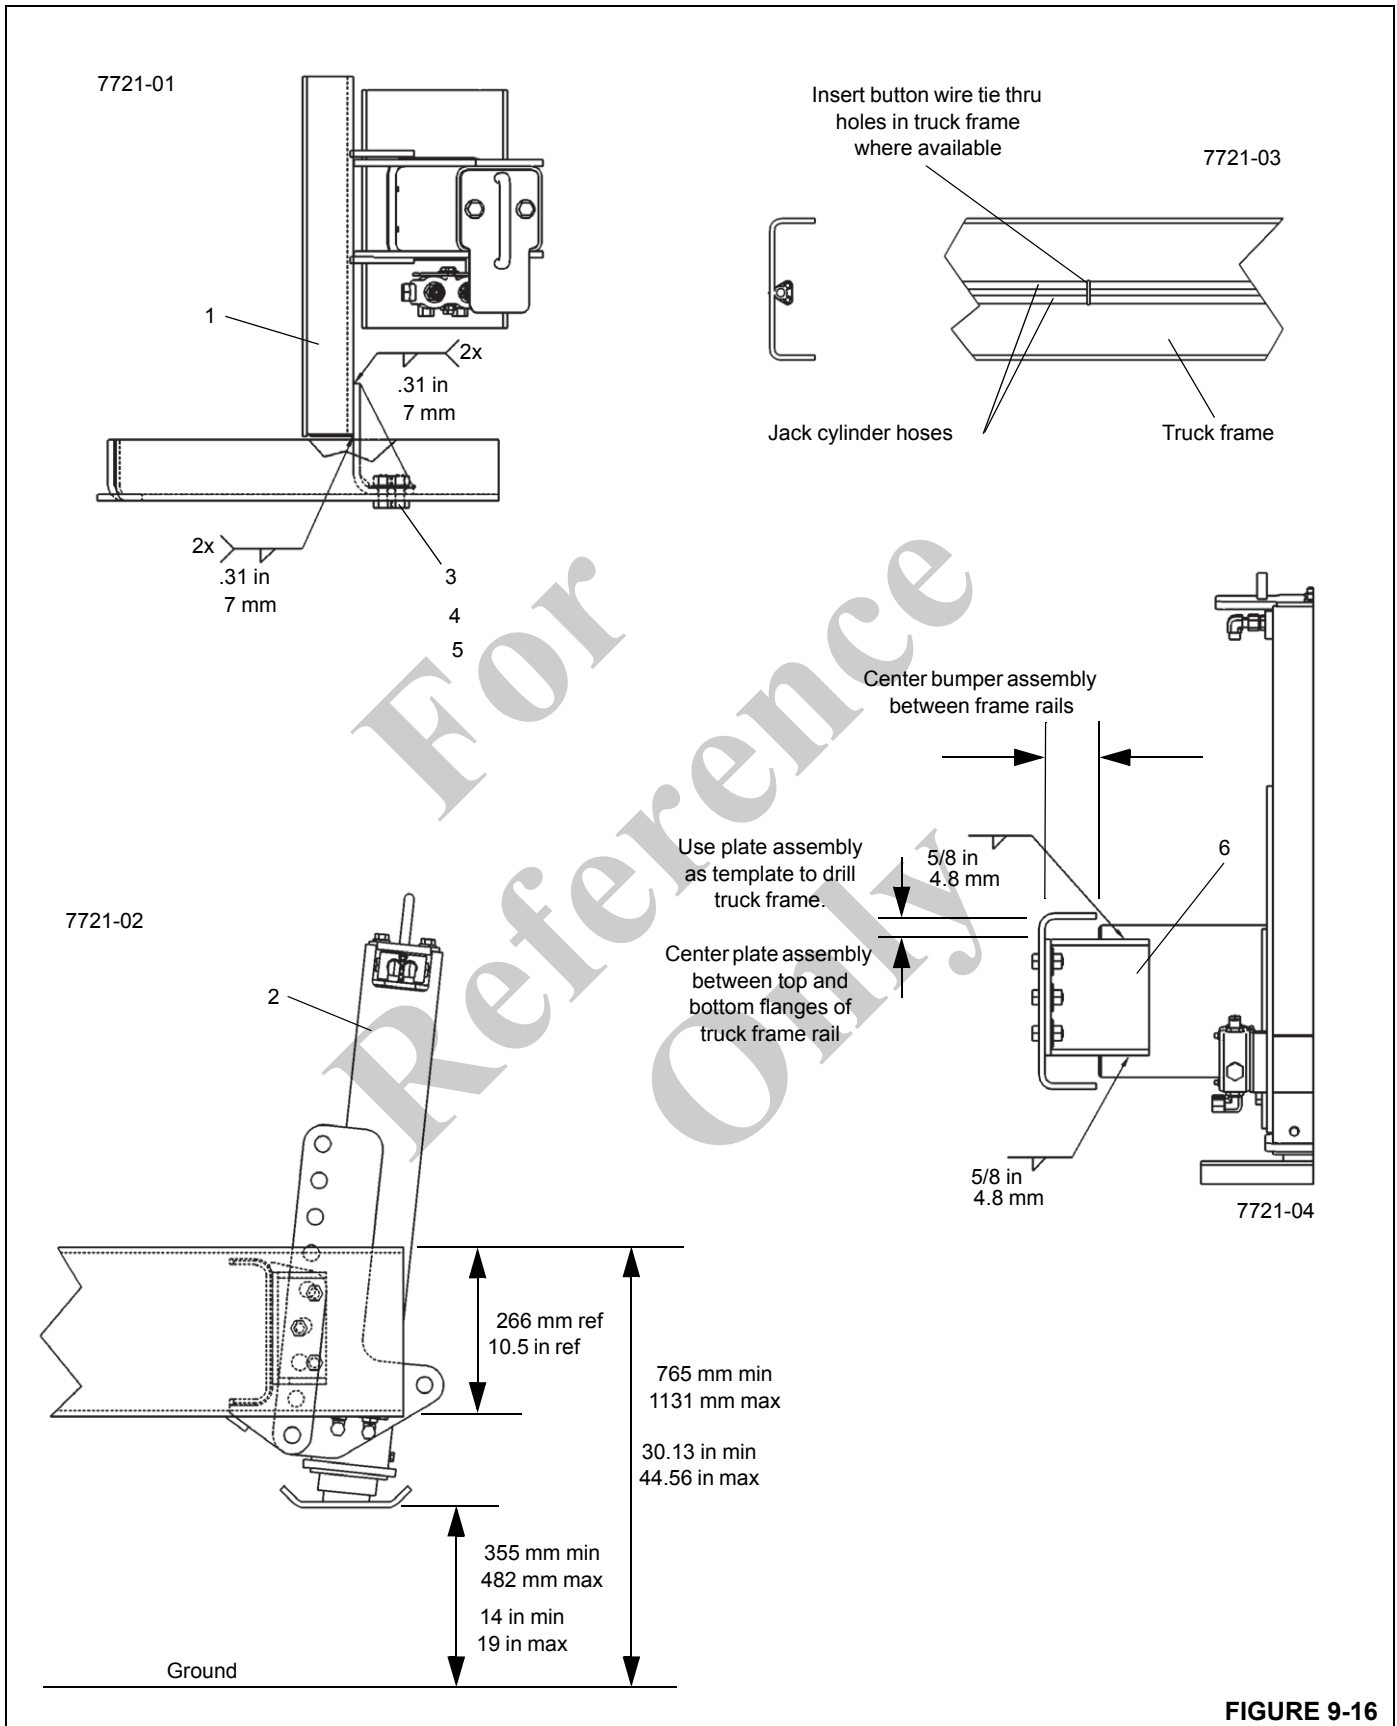 7721-01
1
2x
.31 in
7 mm
2x
.31 in
7 mm
3
4
5
Insert button wire tie thru
holes in truck frame
where available
7721-03
Jack cylinder hoses
Truck frame
For
Reference
Only
Center bumper assembly
between frame rails
Use plate assembly
as template to drill
truck frame.
5/8 in
4.8 mm
6
Center plate assembly
between top and
bottom flanges of
truck frame rail
5/8 in
4.8 mm
7721-04
7721-02
2
266 mm ref
10.5 in ref
765 mm min
1131 mm max
30.13 in min
44.56 in max
355 mm min
482 mm max
14 in min
19 in max
Ground
FIGURE 9-16